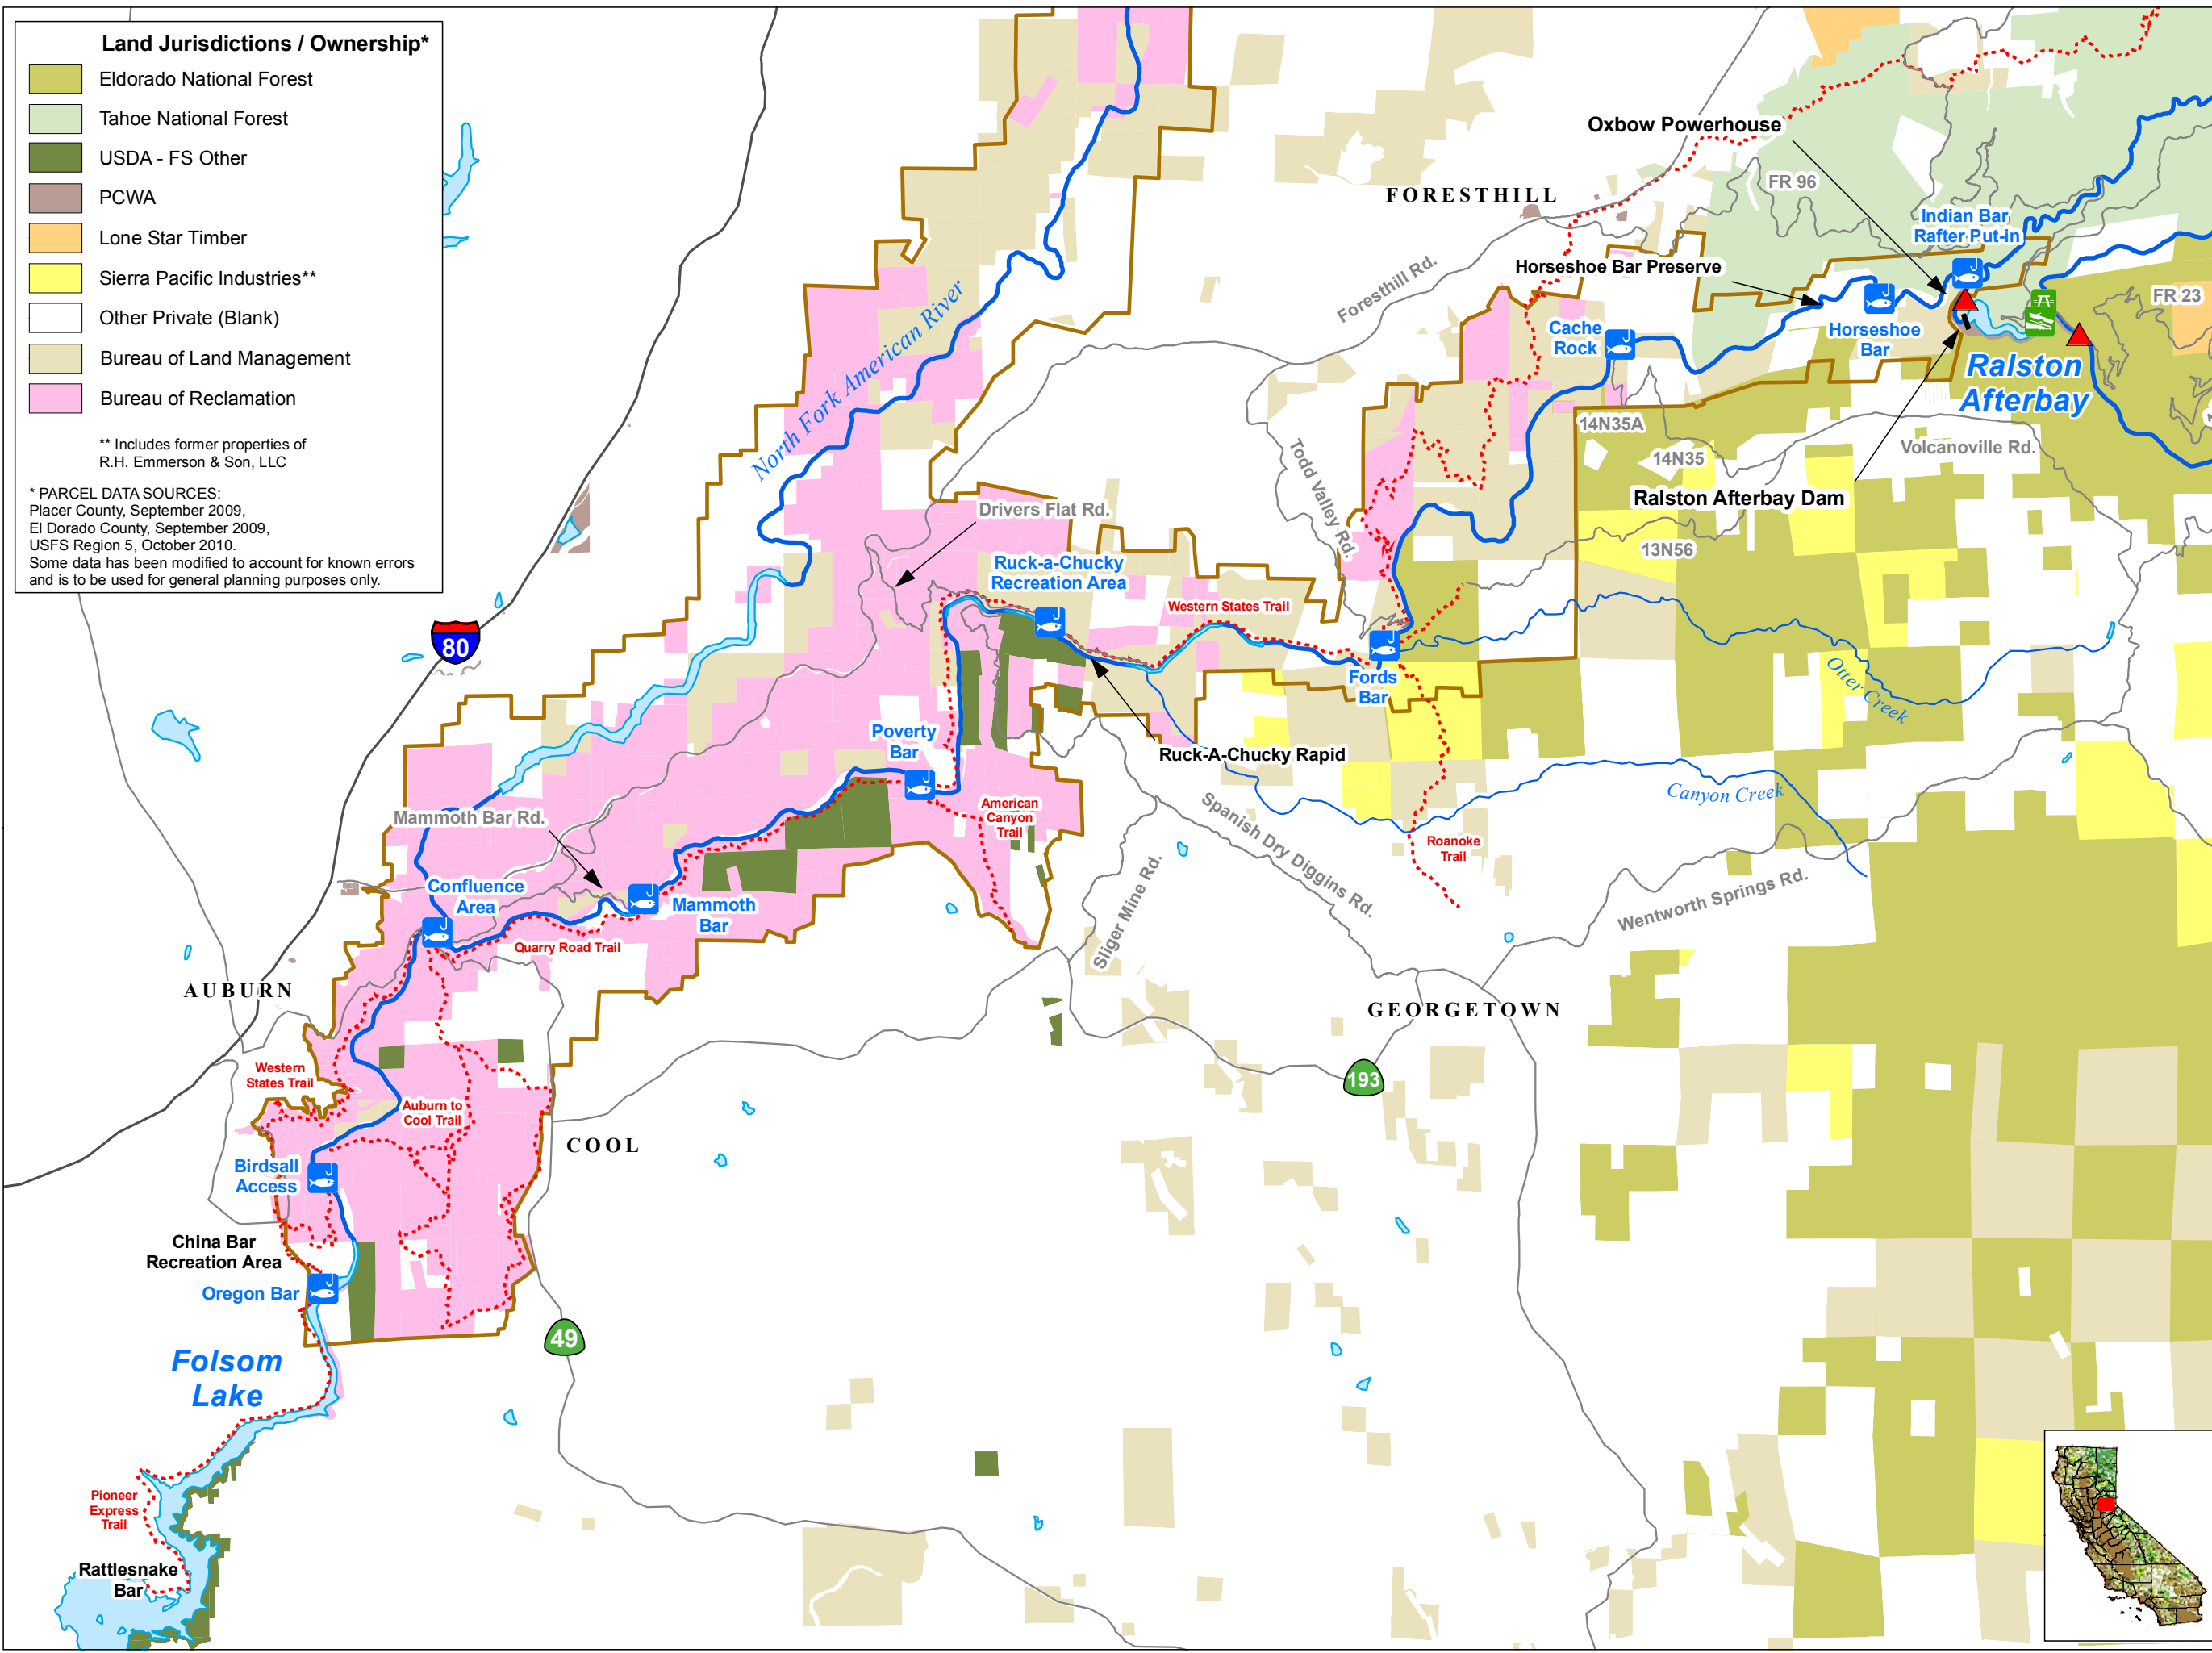 Land Jurisdictions / Ownership*
Eldorado National Forest
Tahoe National Forest
USDA - FS Other
PCWA
Lone Star Timber
Sierra Pacific Industries**
Other Private (Blank)
Bureau of Land Management
Bureau of Reclamation
** Includes former properties of
R.H. Emmerson & Son, LLC
* PARCEL DATA SOURCES:
Placer County, September 2009,
El Dorado County, September 2009,
USFS Region 5, October 2010.
Some data has been modified to account for known errors
and is to be used for general planning purposes only.
Oxbow Powerhouse
FORESTHILL
FR 96
Indian Bar
Rafter Put-in
Foresthill Rd.
Horseshoe Bar Preserve
FR 23
Cache
Rock
Horseshoe
Bar
Ralston
Afterbay
North Fork American River
14N35A
14N35
Volcanoville Rd.
Todd Valley Rd.
Ralston Afterbay Dam
Drivers Flat Rd.
13N56
Ruck-a-Chucky
Recreation Area
Western States Trail
80
Fords
Bar
Otter Creek
Poverty
Bar
Ruck-A-Chucky Rapid
Canyon Creek
Mammoth Bar Rd.
American
Canyon
Trail
Spanish Dry Diggins Rd.
Roanoke
Trail
Confluence
Area
Mammoth
Bar
Sliger Mine Rd.
Wentworth Springs Rd.
Quarry Road Trail
AUBURN
GEORGETOWN
Western
States Trail
193
Auburn to
Cool Trail
COOL
Birdsall
Access
China Bar
Recreation Area
Oregon Bar
49
Folsom
Lake
Pioneer
Express
Trail
Rattlesnake
Bar